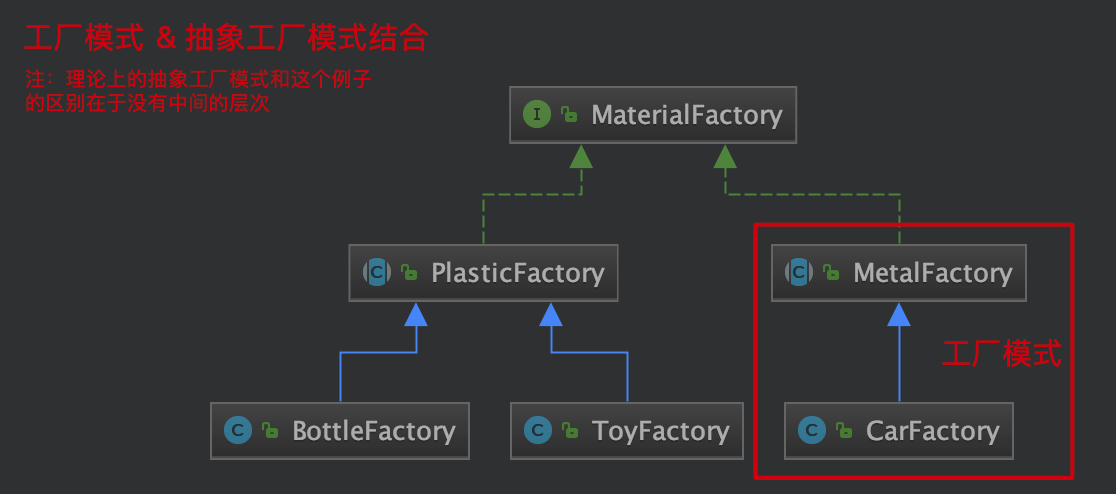 工厂模式 & 抽象工厂模式结合
注：理论上的抽象工厂模式和这个例子
的区别在于没有中间的层次
I MaterialFactory
C PlasticFactory
C MetalFactory
工厂模式
C BottleFactory
C ToyFactory
C CarFactory